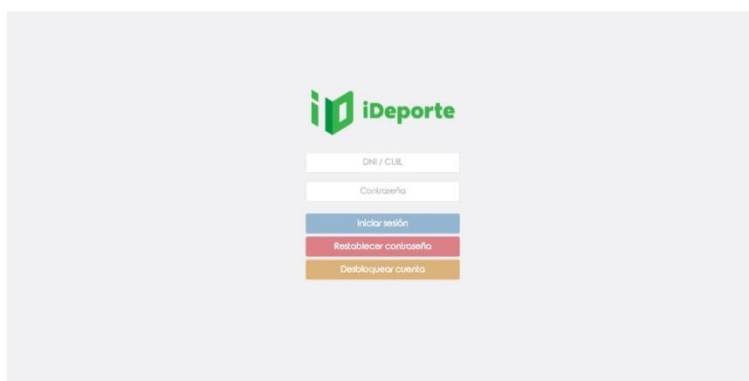 iDeporte
DNI / CUIL
Contraseña
Iniciar sesión
Restablecer contraseña
Desbloquear cuenta